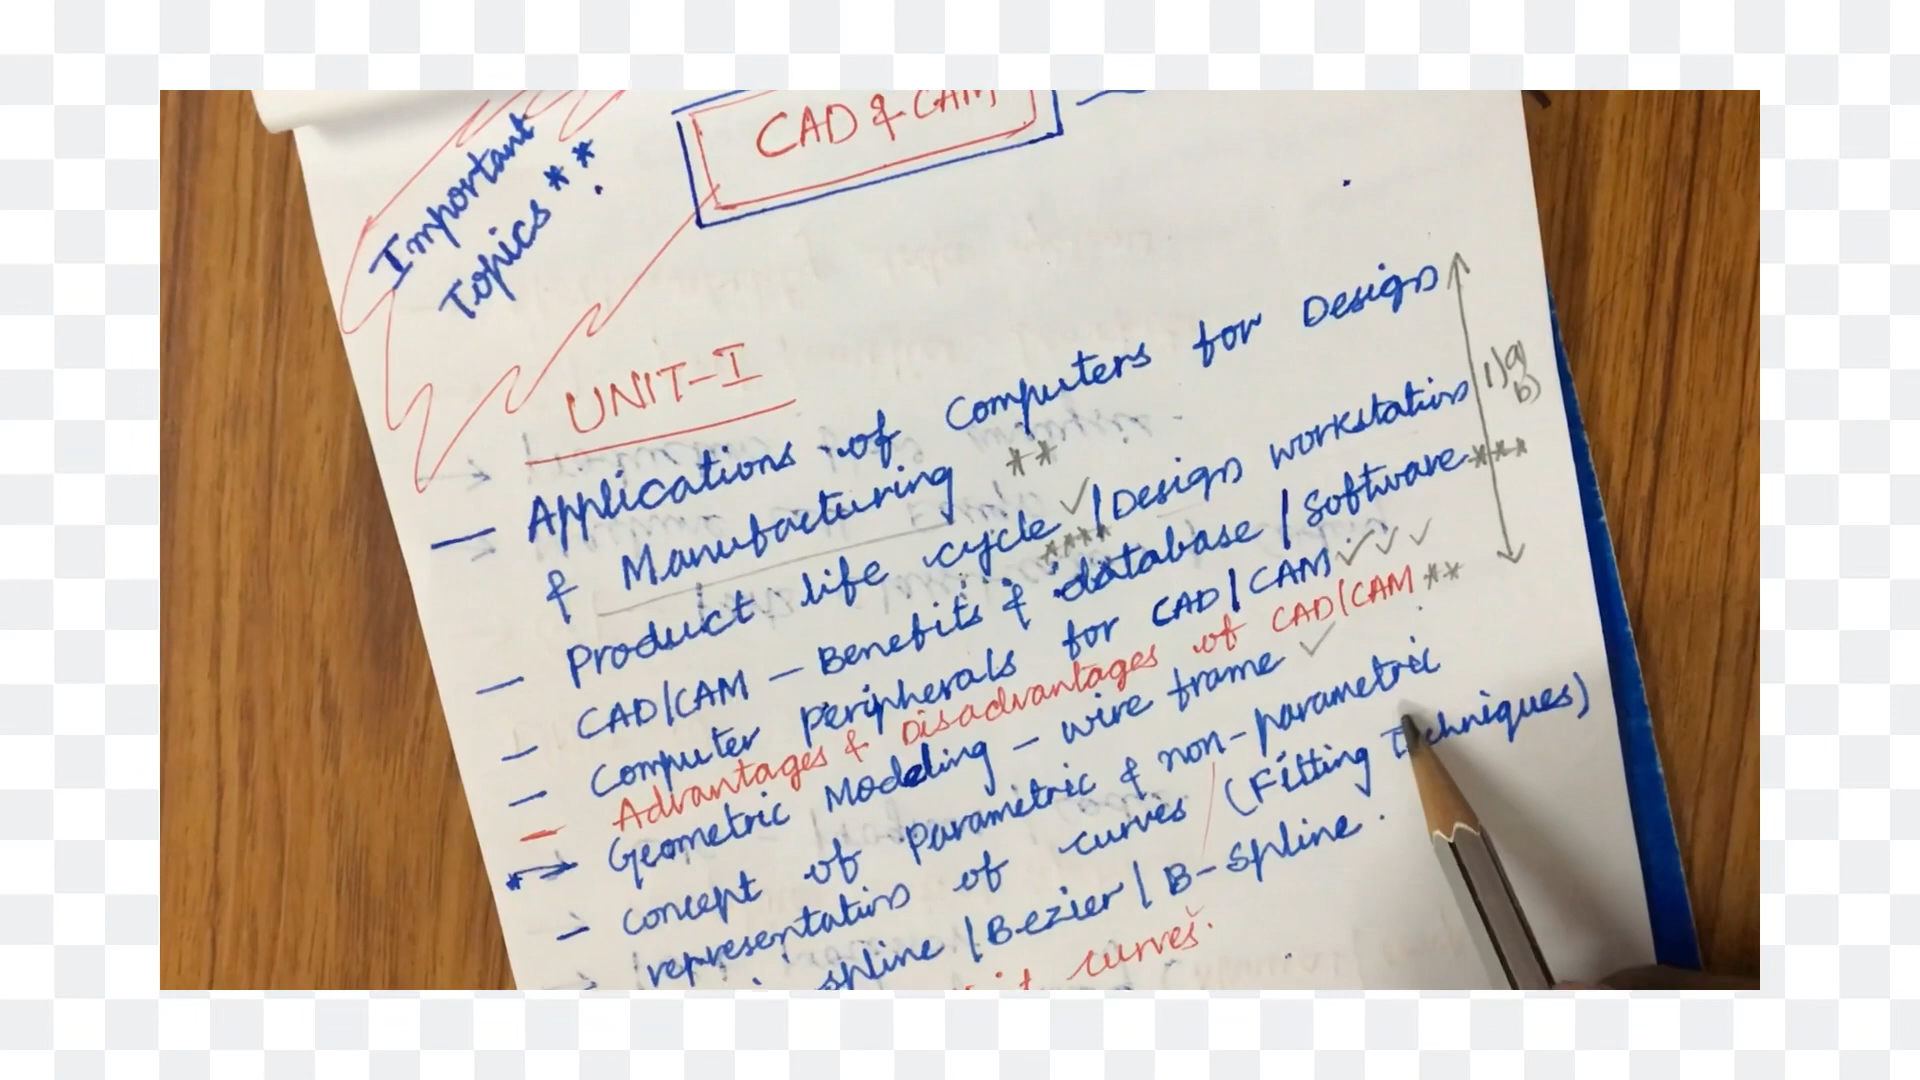 CAD & CAM
Important
Topics **
UNIT-I
— Applications of Computers for Design
& Manufacturing **
— Product life cycle ✓ / Design workstation
— CAD/CAM — Benefits & database / Software ***
****
— Computer peripherals for CAD/CAM ✓✓✓
— Advantages & Disadvantages of CAD/CAM **
* → Geometric Modeling — wire frame ✓
— concept of parametric & non-parametric
representation of curves (Fitting Techniques)
— spline / Bezier / B-spline.
curves.
1) a)
b)